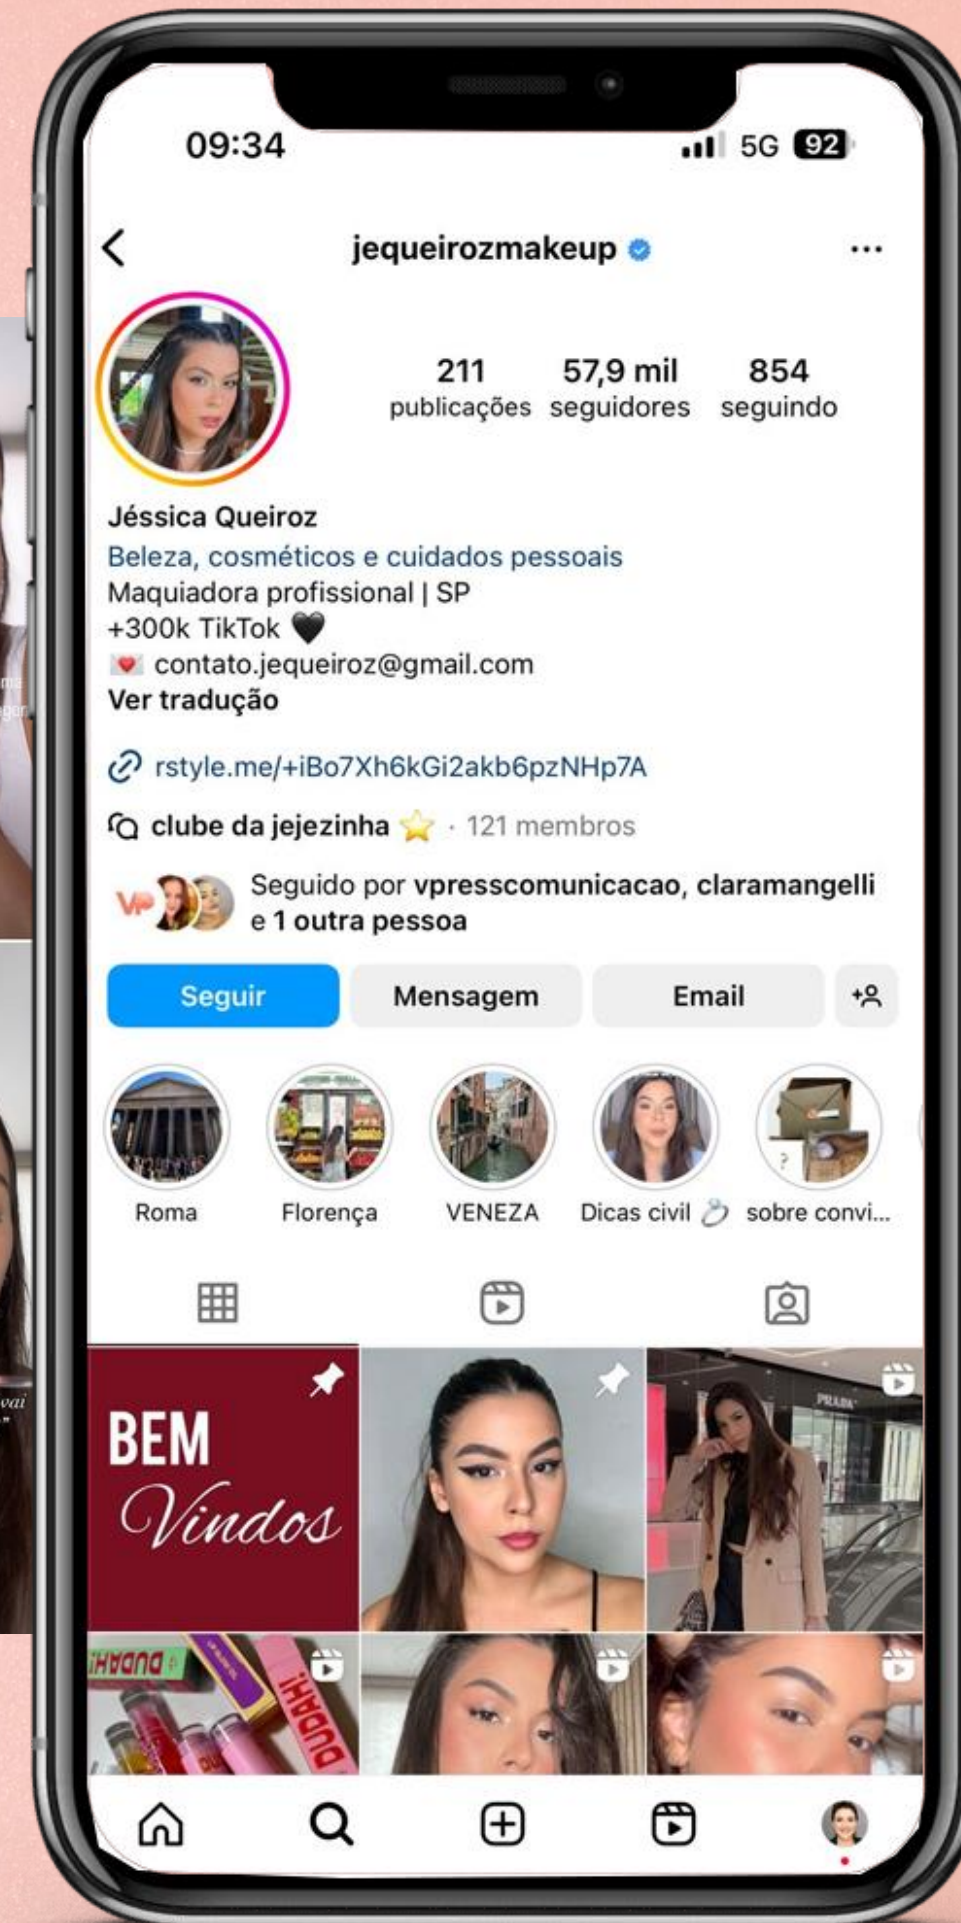 09:34
5G 92
jequeirozmakeup
211 57,9 mil 854
publicações seguidores seguindo
Jéssica Queiroz
Beleza, cosméticos e cuidados pessoais
Maquiadora profissional | SP
+300k TikTok 🖤
💌 contato.jequeiroz@gmail.com
Ver tradução
rstyle.me/+iBo7Xh6kGi2akb6pzNHp7A
clube da jejezinha ⭐ · 121 membros
VP
Seguido por vpresscomunicacao, claramangelli
e 1 outra pessoa
Seguir Mensagem Email
Roma Florença VENEZA Dicas civil 💍 sobre convi...
BEM
Vindos
PRADA
DUDAH!
DUDAH!
vai